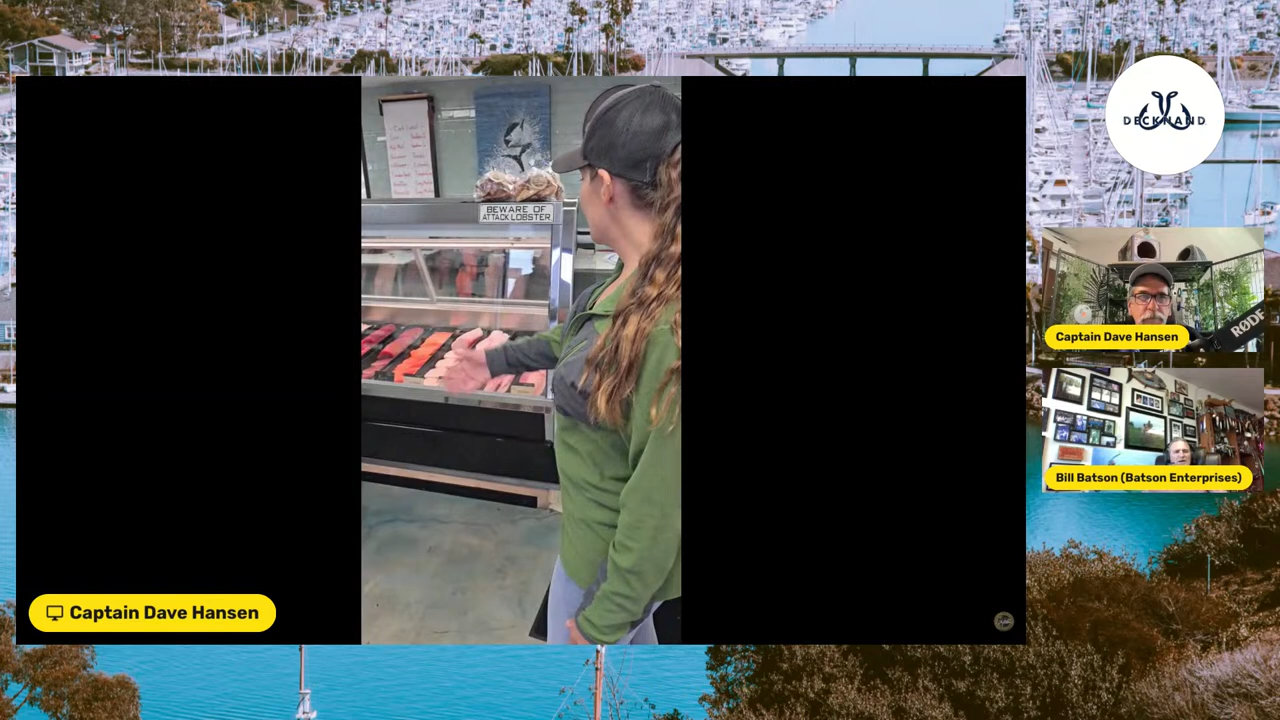 DECKHAND
BEWARE OF
ATTACK LOBSTER
RØDE
Captain Dave Hansen
Bill Batson (Batson Enterprises)
Captain Dave Hansen